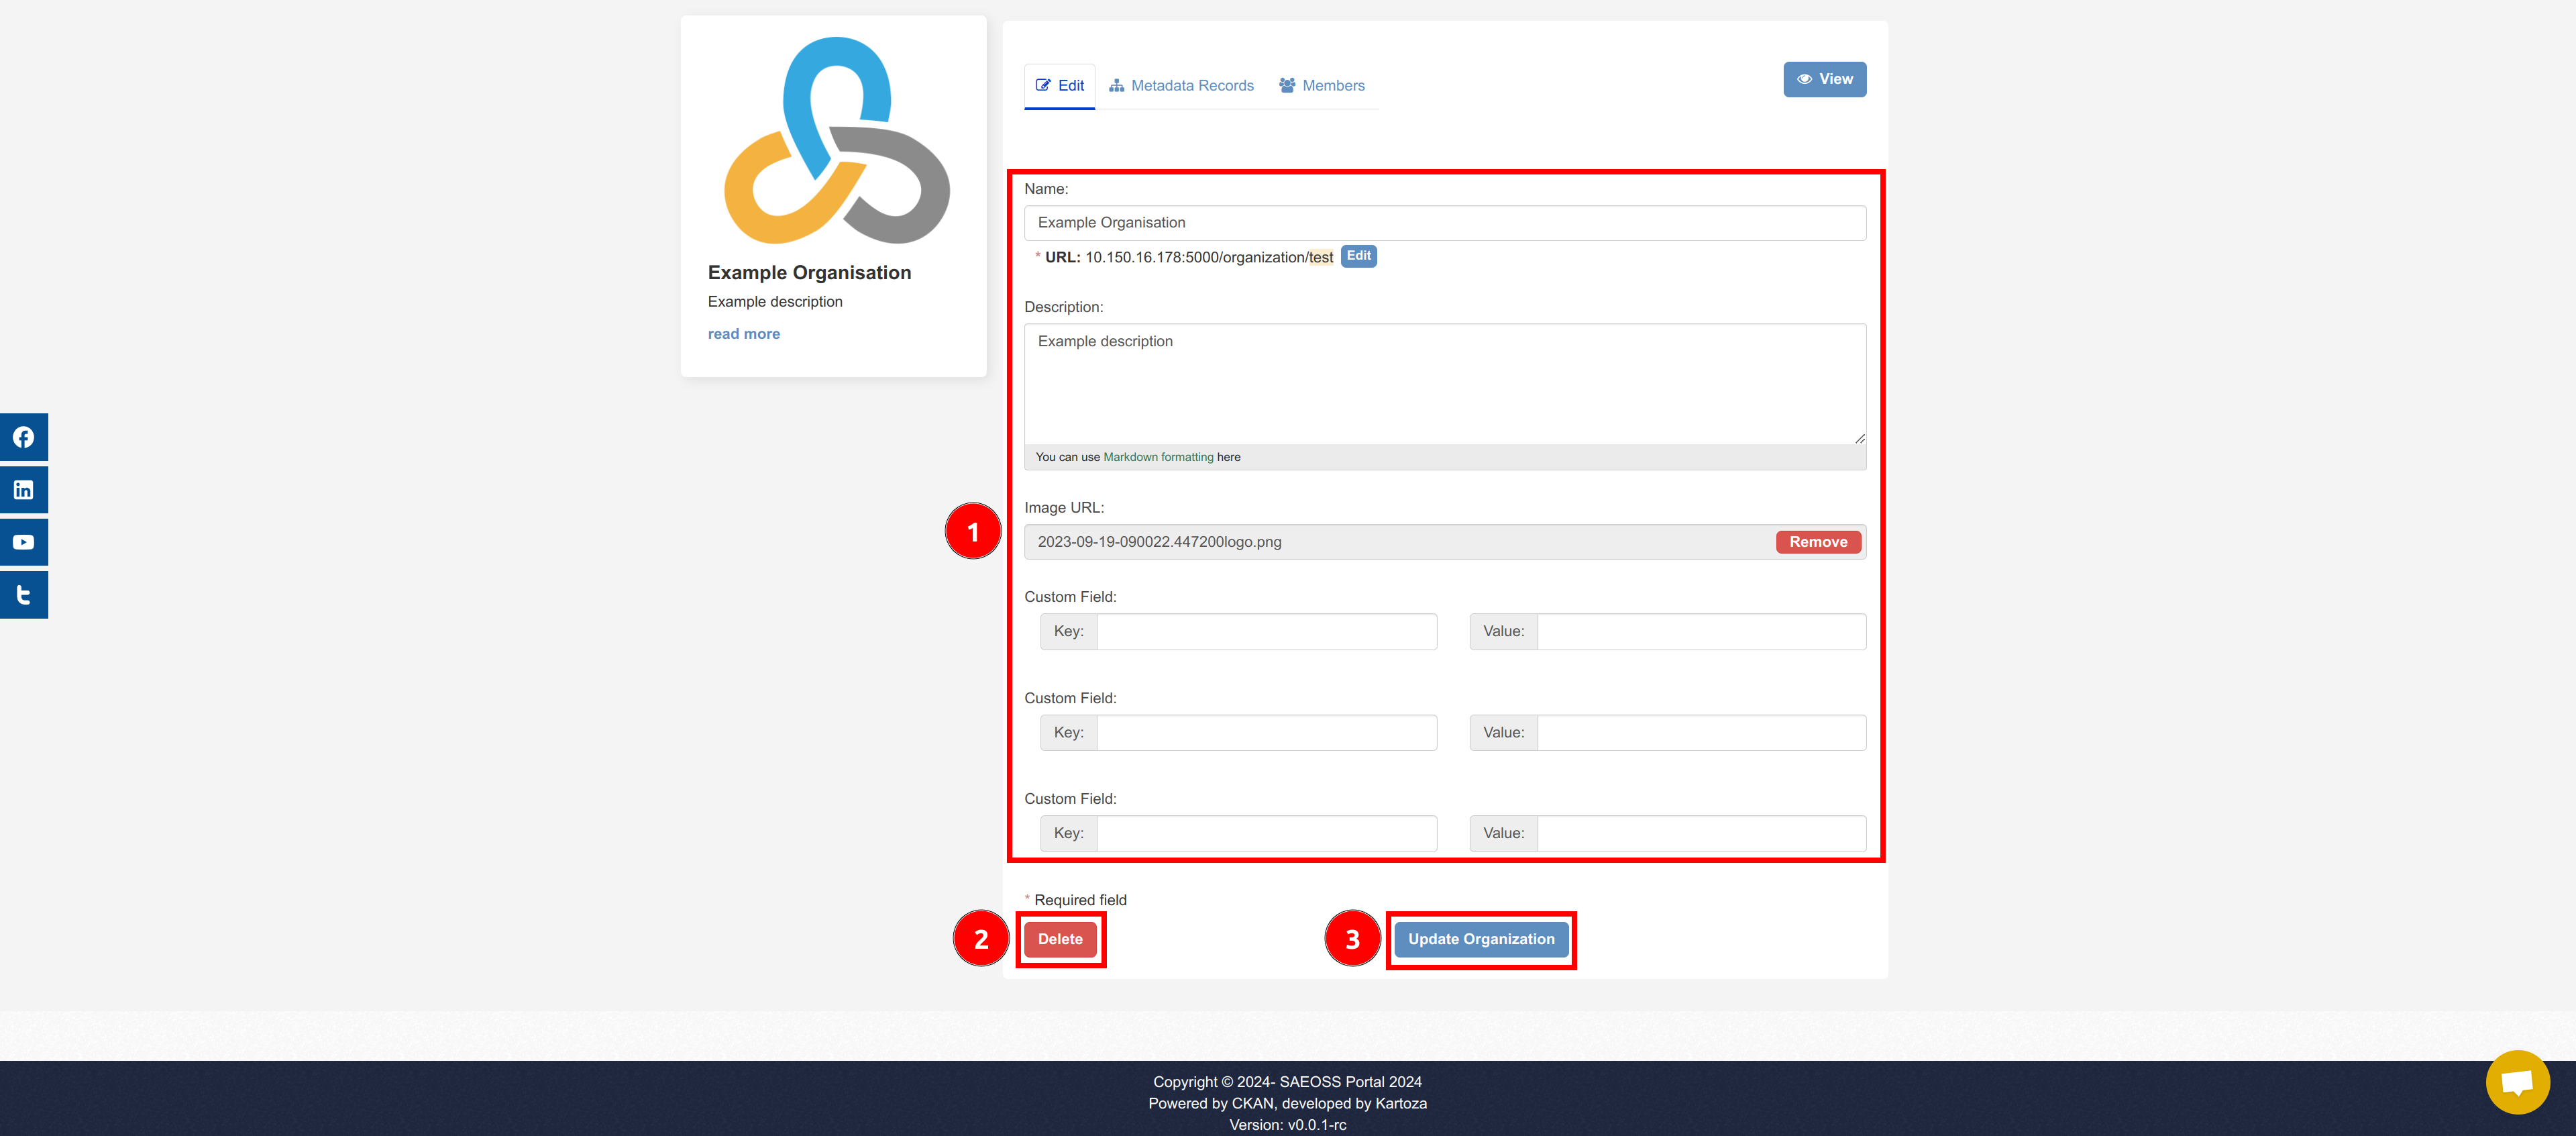 Example Organisation
Example description
read more
Edit
Metadata Records
Members
View
Name:
Example Organisation
* URL: 10.150.16.178:5000/organization/test Edit
Description:
Example description
You can use Markdown formatting here
1
Image URL:
2023-09-19-090022.447200logo.png Remove
Custom Field:
Key: Value:
Custom Field:
Key: Value:
Custom Field:
Key: Value:
* Required field
2 Delete 3 Update Organization
Copyright © 2024- SAEOSS Portal 2024
Powered by CKAN, developed by Kartoza
Version: v0.0.1-rc